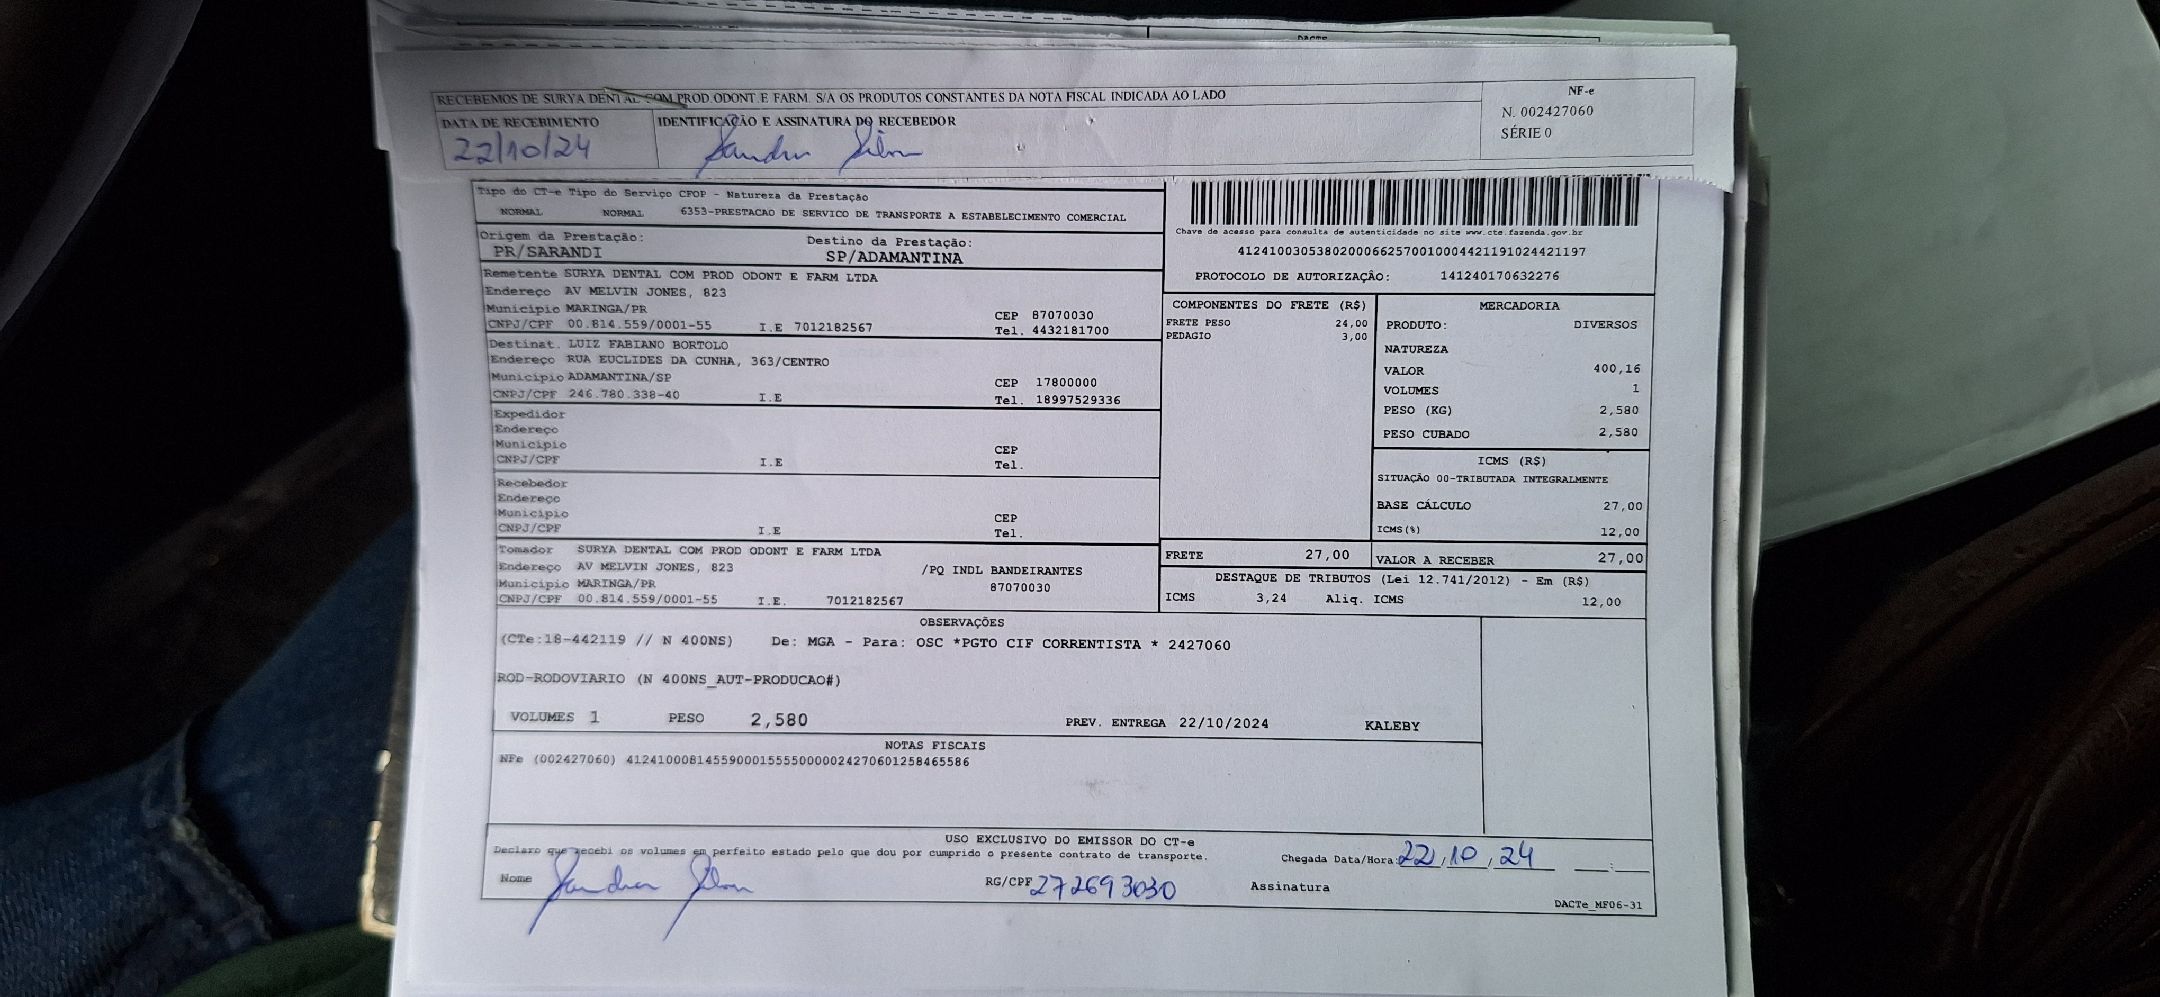 DACTE
RECEBEMOS DE SURYA DENTAL COM PROD ODONT E FARM. S/A OS PRODUTOS CONSTANTES DA NOTA FISCAL INDICADA AO LADO
NF-e
N. 002427060
SÉRIE 0
DATA DE RECEBIMENTO
22/10/24
IDENTIFICAÇÃO E ASSINATURA DO RECEBEDOR
Sandra Silva
Tipo do CT-e Tipo do Serviço CFOP - Natureza da Prestação
NORMAL NORMAL 6353-PRESTACAO DE SERVICO DE TRANSPORTE A ESTABELECIMENTO COMERCIAL
Chave de acesso para consulta de autenticidade no site www.cte.fazenda.gov.br
41241003053802000662570010004421191024421197
PROTOCOLO DE AUTORIZAÇÂO: 141240170632276
Origem da Prestação: Destino da Prestação:
PR/SARANDI SP/ADAMANTINA
Remetente SURYA DENTAL COM PROD ODONT E FARM LTDA
Endereço AV MELVIN JONES, 823
Município MARINGA/PR CEP 87070030
CNPJ/CPF 00.814.559/0001-55 I.E 7012182567 Tel. 4432181700
Destinat. LUIZ FABIANO BORTOLO
Endereço RUA EUCLIDES DA CUNHA, 363/CENTRO
Município ADAMANTINA/SP CEP 17800000
CNPJ/CPF 246.780.338-40 I.E Tel. 18997529336
Expedidor
Endereço
Município CEP
CNPJ/CPF I.E Tel.
Recebedor
Endereço
Município CEP
CNPJ/CPF I.E Tel.
Tomador SURYA DENTAL COM PROD ODONT E FARM LTDA
Endereço AV MELVIN JONES, 823 /PQ INDL BANDEIRANTES
Município MARINGA/PR 87070030
CNPJ/CPF 00.814.559/0001-55 I.E. 7012182567
COMPONENTES DO FRETE (R$)
FRETE PESO 24,00
PEDAGIO 3,00
MERCADORIA
PRODUTO: DIVERSOS
NATUREZA
VALOR 400,16
VOLUMES 1
PESO (KG) 2,580
PESO CUBADO 2,580
ICMS (R$)
SITUAÇÃO 00-TRIBUTADA INTEGRALMENTE
BASE CÁLCULO 27,00
ICMS(%) 12,00
FRETE 27,00 VALOR A RECEBER 27,00
DESTAQUE DE TRIBUTOS (Lei 12.741/2012) - Em (R$)
ICMS 3,24 Aliq. ICMS 12,00
OBSERVAÇÕES
(CTe:18-442119 // N 400NS) De: MGA - Para: OSC *PGTO CIF CORRENTISTA * 2427060
ROD-RODOVIARIO (N 400NS_AUT-PRODUCAO#)
VOLUMES 1 PESO 2,580 PREV. ENTREGA 22/10/2024 KALEBY
NOTAS FISCAIS
NFe (002427060) 41241000814559000155550000024270601258465586
USO EXCLUSIVO DO EMISSOR DO CT-e
Declaro que recebi os volumes em perfeito estado pelo que dou por cumprido o presente contrato de transporte.
Chegada Data/Hora: 22/10/24 :
Nome Sandra Silva RG/CPF 272693030 Assinatura
DACTe_MF06-31